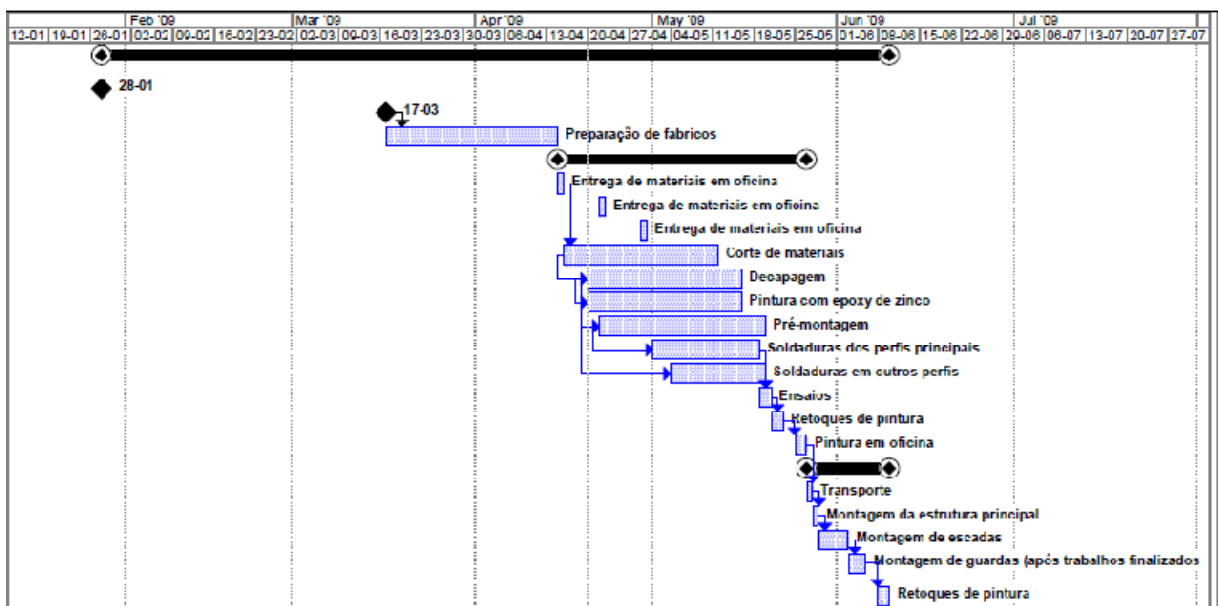 Feb '09 Mar '09 Apr '09 May '09 Jun '09 Jul '09
12-01 19-01 26-01 02-02 09-02 16-02 23-02 02-03 09-03 16-03 23-03 30-03 06-04 13-04 20-04 27-04 04-05 11-05 18-05 25-05 01-06 08-06 15-06 22-06 29-06 06-07 13-07 20-07 27-07
28-01
17-03
Preparação de fabricos
Entrega de materiais em oficina
Entrega de materiais em oficina
Entrega de materiais em oficina
Corte de materiais
Decapagem
Pintura com epoxy de zinco
Pré-montagem
Soldaduras dos perfis principais
Soldaduras em outros perfis
Ensaios
Retoques de pintura
Pintura em oficina
Transporte
Montagem da estrutura principal
Montagem de escadas
Montagem de guardas (após trabalhos finalizados
Retoques de pintura